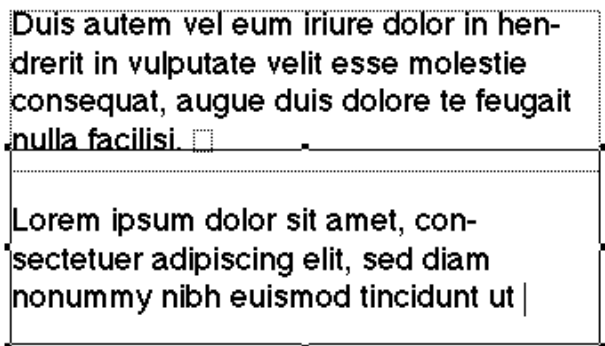 Duis autem vel eum iriure dolor in hen-
drerit in vulputate velit esse molestie
consequat, augue duis dolore te feugait
nulla facilisi.
Lorem ipsum dolor sit amet, con-
sectetuer adipiscing elit, sed diam
nonummy nibh euismod tincidunt ut